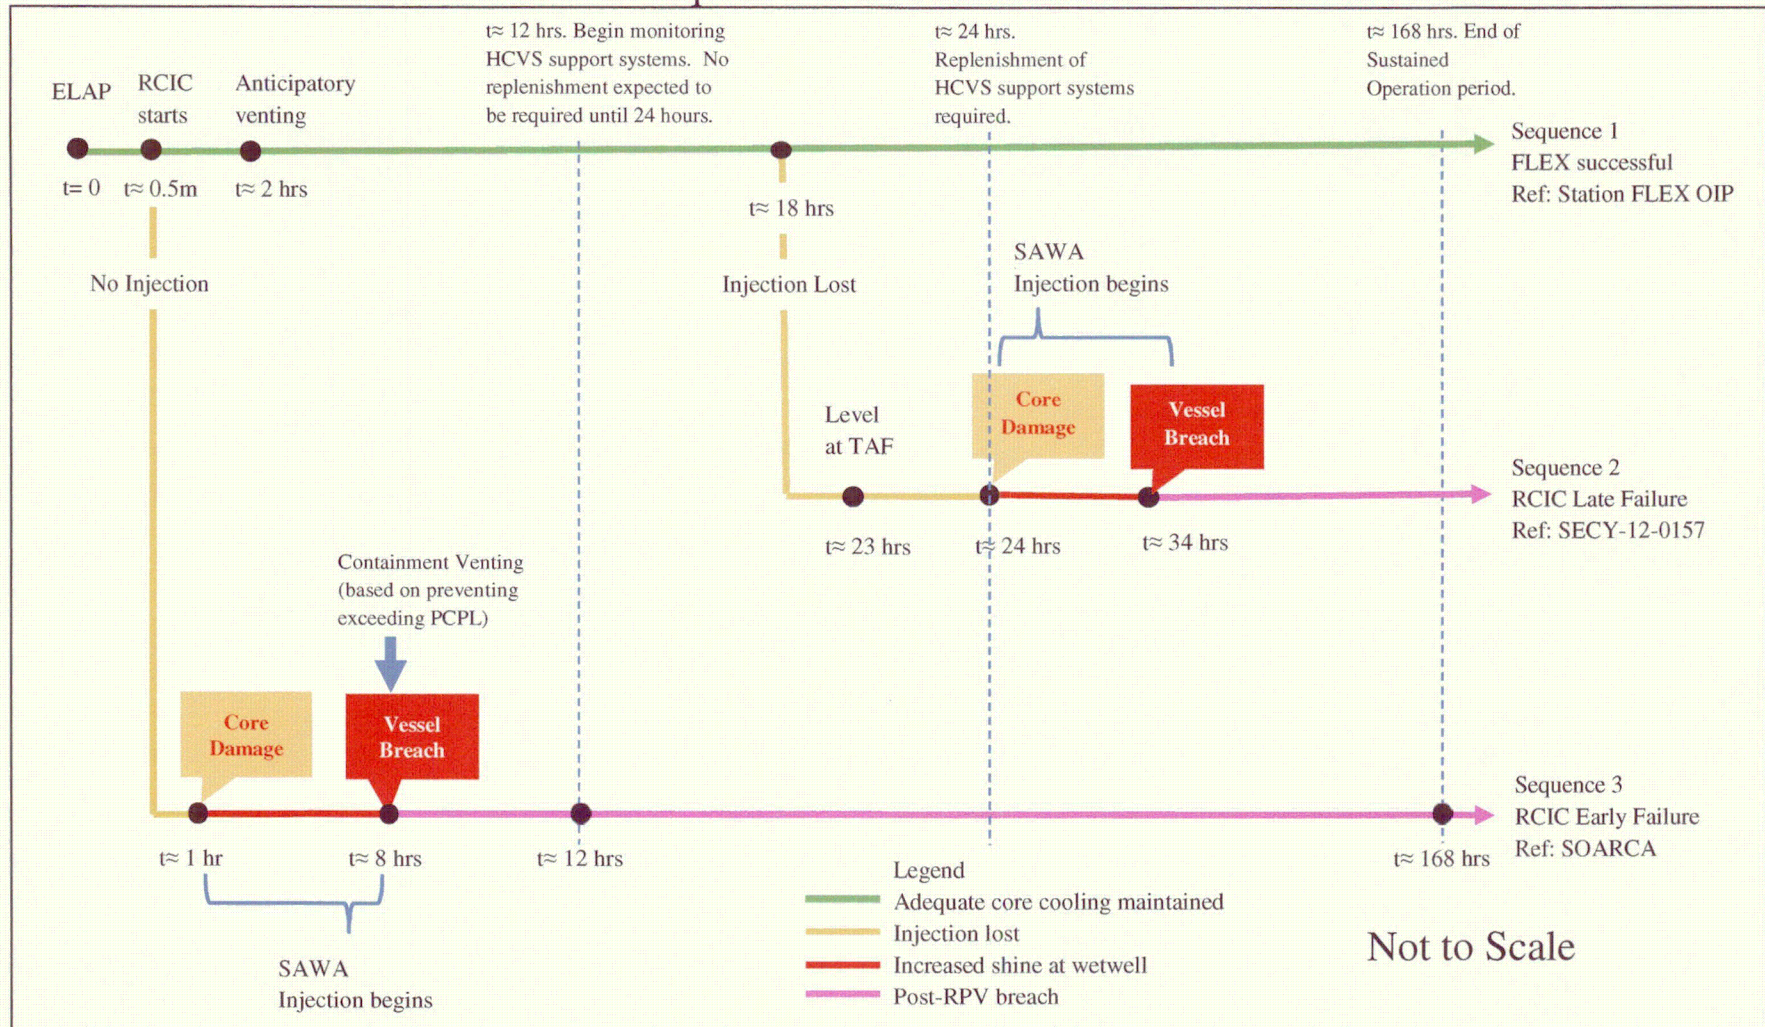 t≈ 12 hrs. Begin monitoring
HCVS support systems. No
replenishment expected to
be required until 24 hours.
t≈ 24 hrs.
Replenishment of
HCVS support systems
required.
t≈ 168 hrs. End of
Sustained
Operation period.
ELAP
RCIC
starts
Anticipatory
venting
t= 0
t≈ 0.5m
t≈ 2 hrs
t≈ 18 hrs
Sequence 1
FLEX successful
Ref: Station FLEX OIP
No Injection
Injection Lost
SAWA
Injection begins
Core
Damage
Vessel
Breach
Level
at TAF
t≈ 23 hrs
t≈ 24 hrs
t≈ 34 hrs
Sequence 2
RCIC Late Failure
Ref: SECY-12-0157
Containment Venting
(based on preventing
exceeding PCPL)
Core
Damage
Vessel
Breach
t≈ 1 hr
t≈ 8 hrs
t≈ 12 hrs
t≈ 168 hrs
Sequence 3
RCIC Early Failure
Ref: SOARCA
SAWA
Injection begins
Legend
Adequate core cooling maintained
Injection lost
Increased shine at wetwell
Post-RPV breach
Not to Scale